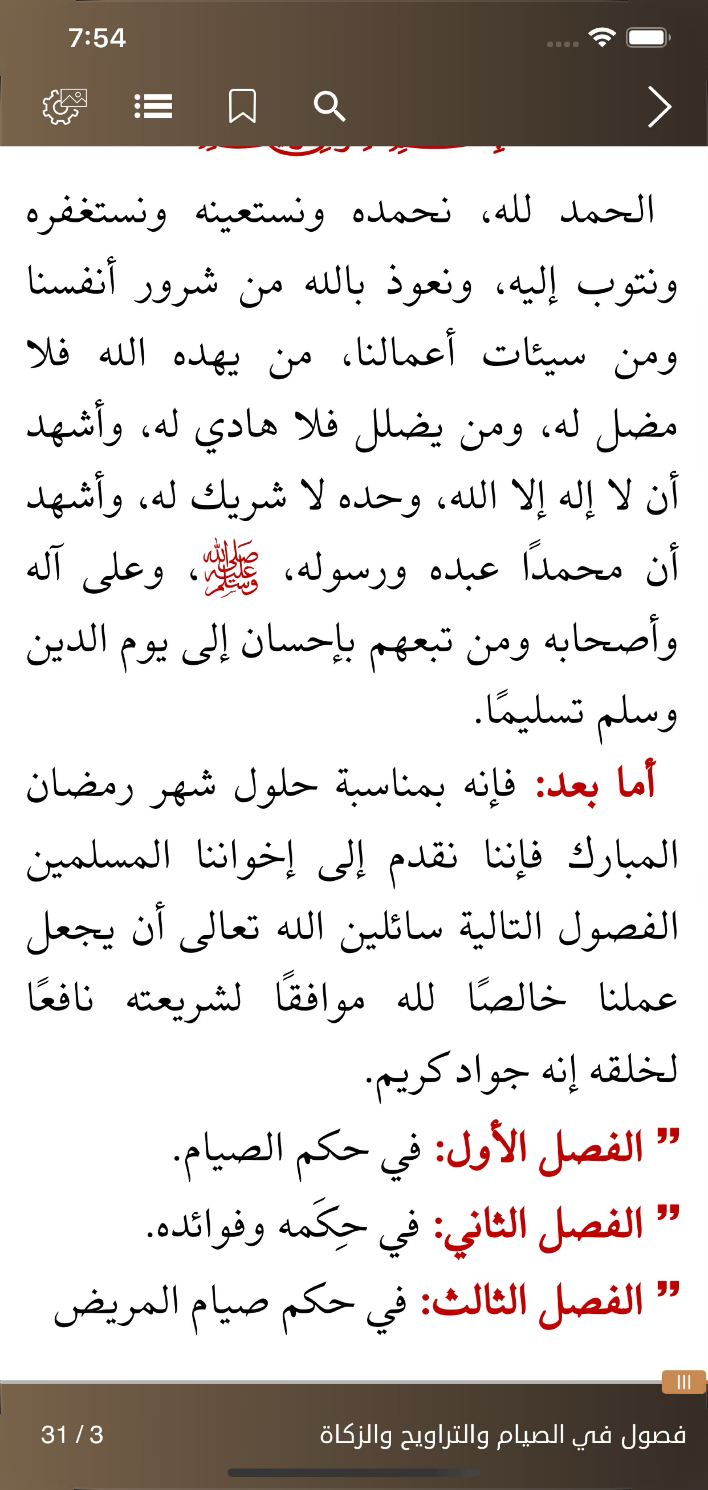 7:54
الحمد لله، نحمده ونستعينه ونستغفره
ونتوب إليه، ونعوذ بالله من شرور أنفسنا
ومن سيئات أعمالنا، من يهده الله فلا
مضل له، ومن يضلل فلا هادي له، وأشهد
أن لا إله إلا الله، وحده لا شريك له، وأشهد
أن محمدًا عبده ورسوله، ﷺ، وعلى آله
وأصحابه ومن تبعهم بإحسان إلى يوم الدين
وسلم تسليمًا.
أما بعد: فإنه بمناسبة حلول شهر رمضان
المبارك فإننا نقدم إلى إخواننا المسلمين
الفصول التالية سائلين الله تعالى أن يجعل
عملنا خالصًا لله موافقًا لشريعته نافعًا
لخلقه إنه جواد كريم.
" الفصل الأول: في حكم الصيام.
" الفصل الثاني: في حِكَمه وفوائده.
" الفصل الثالث: في حكم صيام المريض
فصول في الصيام والتراويح والزكاة
31 / 3